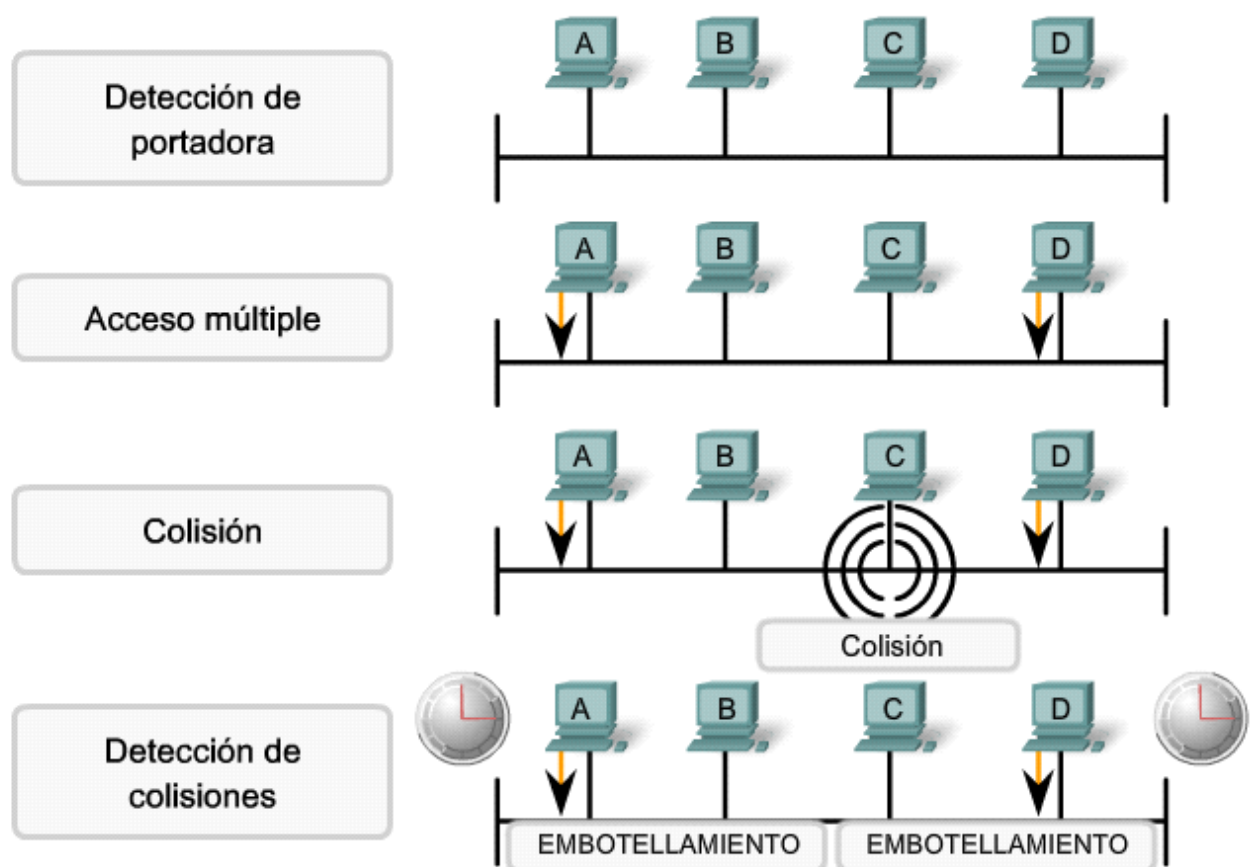 Detección de
portadora
A B C D
Acceso múltiple
A B C D
Colisión
A B C D
Colisión
Detección de
colisiones
A B C D
EMBOTELLAMIENTO EMBOTELLAMIENTO